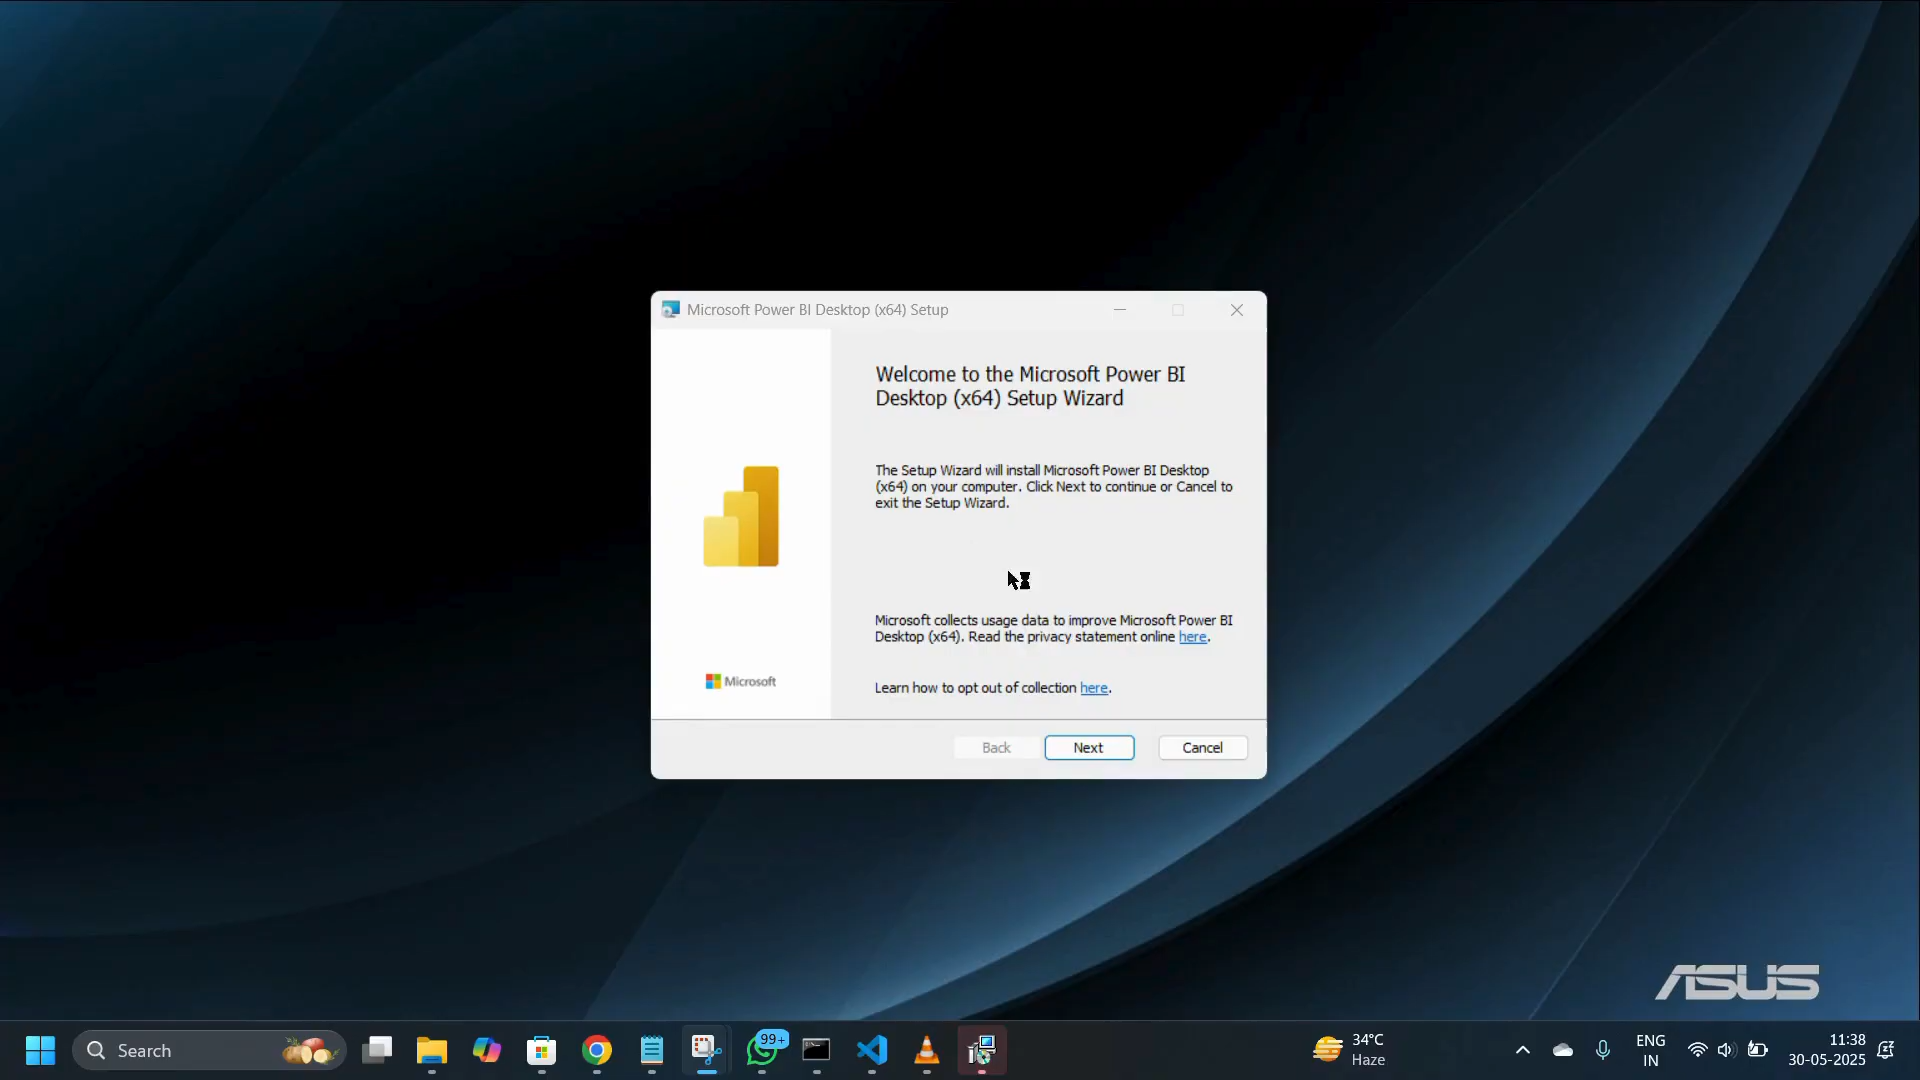 Microsoft Power BI Desktop (x64) Setup
Welcome to the Microsoft Power BI
Desktop (x64) Setup Wizard
The Setup Wizard will install Microsoft Power BI Desktop
(x64) on your computer. Click Next to continue or Cancel to
exit the Setup Wizard.
Microsoft collects usage data to improve Microsoft Power BI
Desktop (x64). Read the privacy statement online here.
Microsoft
Learn how to opt out of collection here.
Back
Next
Cancel
ASUS
Search
99+
34°C
Haze
ENG
IN
11:38
30-05-2025